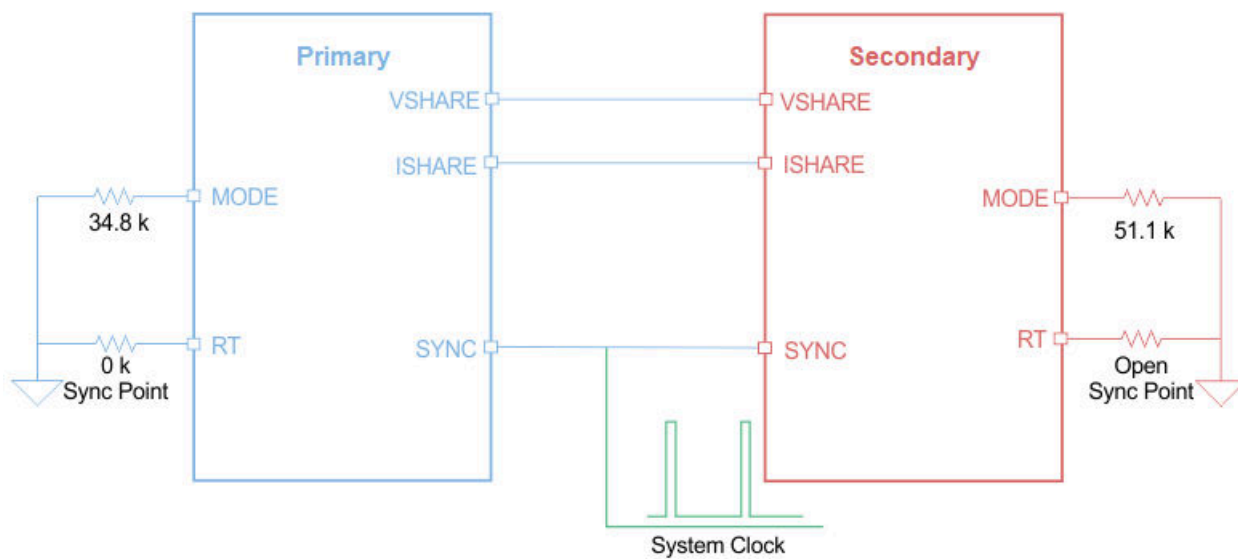 Primary
Secondary
VSHARE
VSHARE
ISHARE
ISHARE
MODE
34.8 k
MODE
51.1 k
RT
0 k
Sync Point
SYNC
SYNC
RT
Open
Sync Point
System Clock